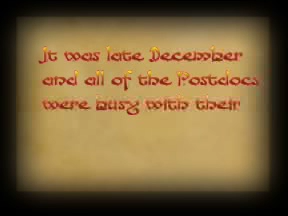 It was late December
and all of the Postdocs
were busy with their